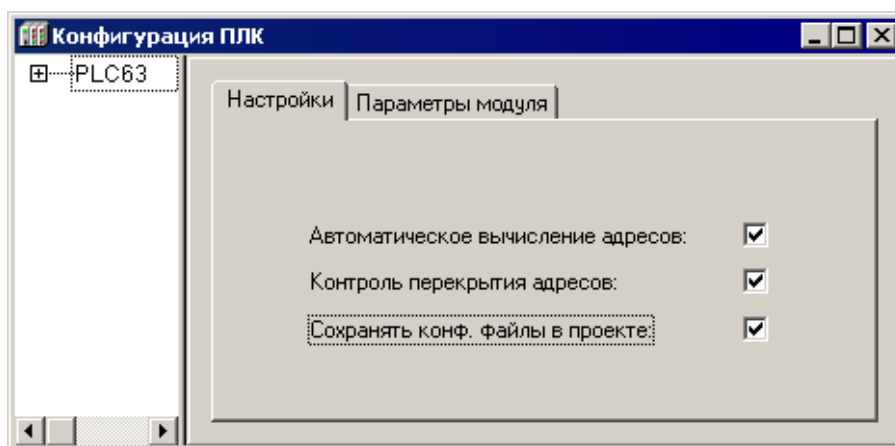 Конфигурация ПЛК
PLC63
Настройки
Параметры модуля
Автоматическое вычисление адресов:
Контроль перекрытия адресов:
Сохранять конф. файлы в проекте: